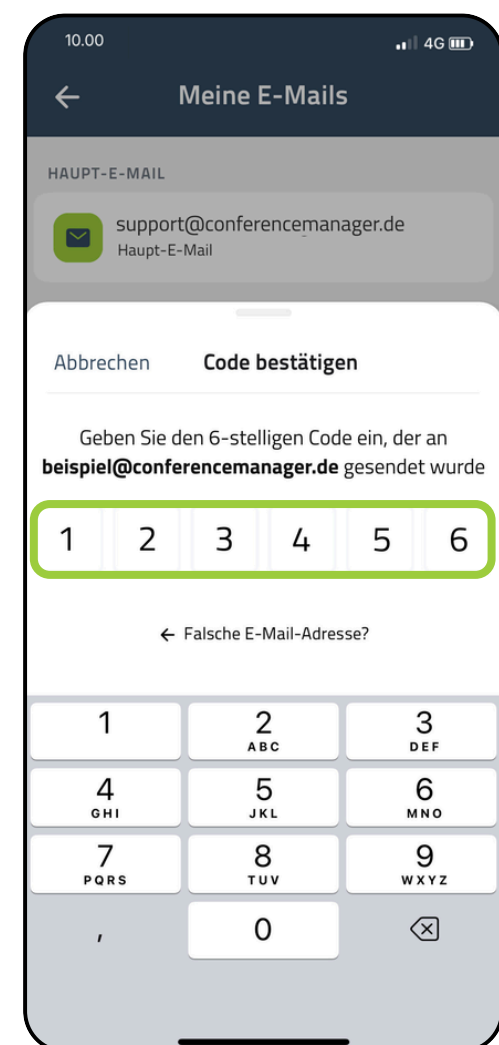 10.00
4G
Meine E-Mails
HAUPT-E-MAIL
support@conferencemanager.de
Haupt-E-Mail
Abbrechen Code bestätigen
Geben Sie den 6-stelligen Code ein, der an
beispiel@conferencemanager.de gesendet wurde
1 2 3 4 5 6
← Falsche E-Mail-Adresse?
1 2 3
ABC DEF
4 5 6
GHI JKL MNO
7 8 9
PQRS TUV WXYZ
, 0